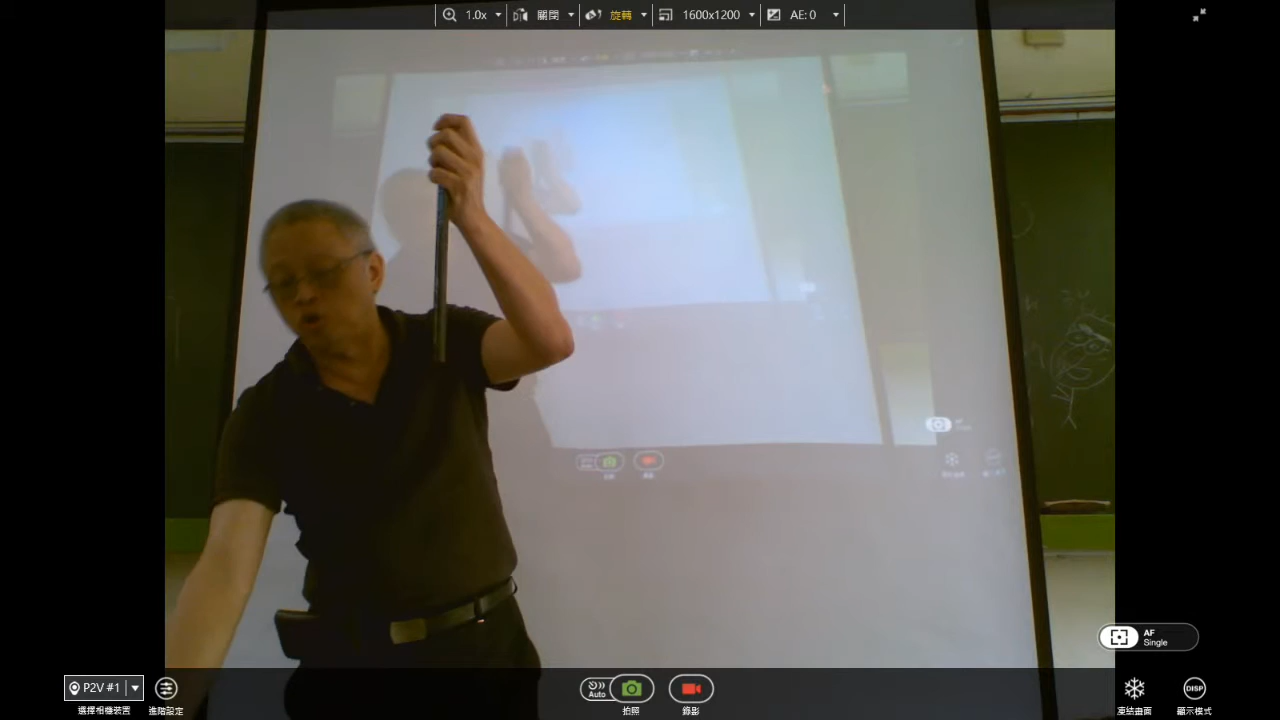 1.0x 關閉 旋轉 1600x1200 AE: 0
AF
Single
P2V #1
Auto
DISP
選擇相機裝置 進階設定 拍照 錄影 凍結畫面 顯示模式